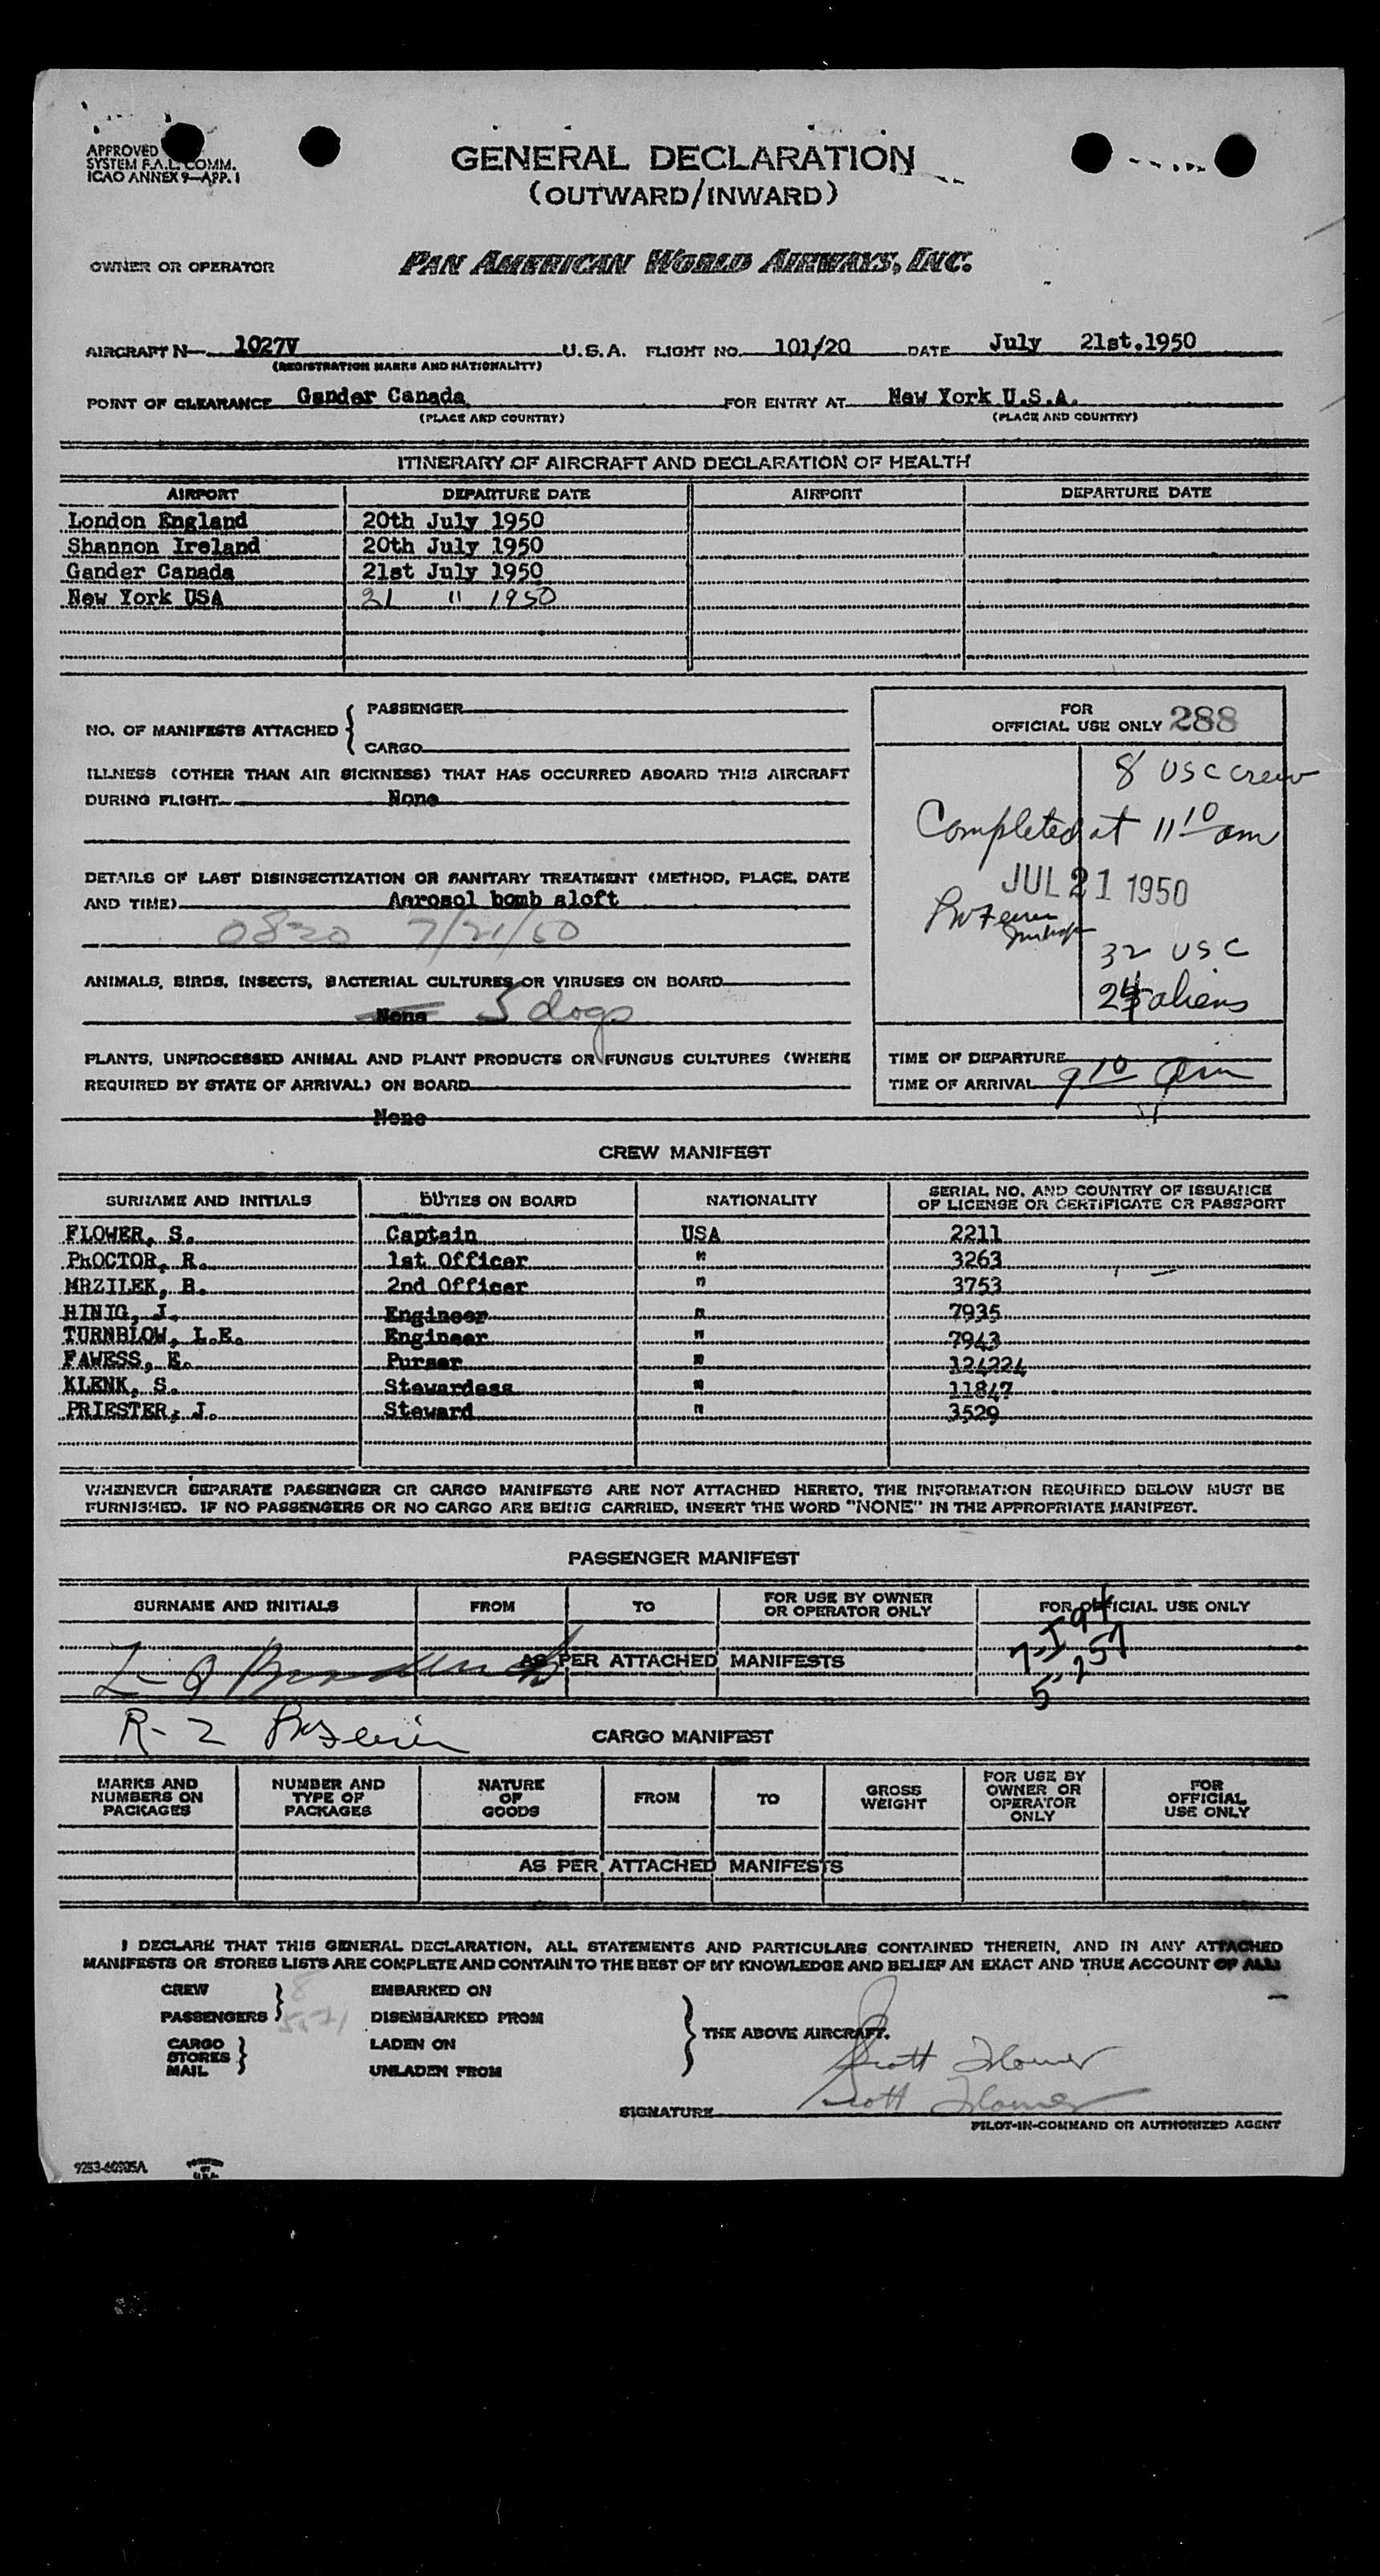 APPROVED
SYSTEM F.A.L. COMM.
ICAO ANNEX 9—APP. 1
GENERAL DECLARATION
(OUTWARD/INWARD)
OWNER OR OPERATOR PAN AMERICAN WORLD AIRWAYS, INC.
AIRCRAFT N— 1027V U.S.A. FLIGHT NO. 101/20 DATE July 21st.1950
(REGISTRATION MARKS AND NATIONALITY)
POINT OF CLEARANCE Gander Canada FOR ENTRY AT New York U.S.A.
(PLACE AND COUNTRY) (PLACE AND COUNTRY)
ITINERARY OF AIRCRAFT AND DECLARATION OF HEALTH
AIRPORT DEPARTURE DATE AIRPORT DEPARTURE DATE
London England 20th July 1950
Shannon Ireland 20th July 1950
Gander Canada 21st July 1950
New York USA 21 " 1950
NO. OF MANIFESTS ATTACHED { PASSENGER
CARGO
ILLNESS (OTHER THAN AIR SICKNESS) THAT HAS OCCURRED ABOARD THIS AIRCRAFT
DURING FLIGHT None
DETAILS OF LAST DISINSECTIZATION OR SANITARY TREATMENT (METHOD, PLACE, DATE
AND TIME) Aerosol bomb aloft
0820 7/21/50
ANIMALS, BIRDS, INSECTS, BACTERIAL CULTURES OR VIRUSES ON BOARD
None 5 dogs
PLANTS, UNPROCESSED ANIMAL AND PLANT PRODUCTS OR FUNGUS CULTURES (WHERE
REQUIRED BY STATE OF ARRIVAL) ON BOARD
None
FOR
OFFICIAL USE ONLY 288
8 USC crew
Completed at 11 10 am
JUL 21 1950
32 USC
24 aliens
TIME OF DEPARTURE
TIME OF ARRIVAL 9 10 am
CREW MANIFEST
SURNAME AND INITIALS DUTIES ON BOARD NATIONALITY SERIAL NO. AND COUNTRY OF ISSUANCE
OF LICENSE OR CERTIFICATE OR PASSPORT
FLOWER, S. Captain USA 2211
PROCTOR, R. 1st Officer " 3263
MRZILEK, B. 2nd Officer " 3753
HINIG, J. Engineer " 7935
TURNBLOW, L.E. Engineer " 7943
FAWESS, E. Purser " 124224
KLENK, S. Stewardess " 11847
PRIESTER, J. Steward " 3529
WHENEVER SEPARATE PASSENGER OR CARGO MANIFESTS ARE NOT ATTACHED HERETO, THE INFORMATION REQUIRED BELOW MUST BE
FURNISHED. IF NO PASSENGERS OR NO CARGO ARE BEING CARRIED, INSERT THE WORD "NONE" IN THE APPROPRIATE MANIFEST.
PASSENGER MANIFEST
SURNAME AND INITIALS FROM TO FOR USE BY OWNER
OR OPERATOR ONLY FOR OFFICIAL USE ONLY
7-I 94
5-257
AS PER ATTACHED MANIFESTS
R-2
CARGO MANIFEST
MARKS AND
NUMBERS ON
PACKAGES NUMBER AND
TYPE OF
PACKAGES NATURE
OF
GOODS FROM TO GROSS
WEIGHT FOR USE BY
OWNER OR
OPERATOR
ONLY FOR
OFFICIAL
USE ONLY
AS PER ATTACHED MANIFESTS
I DECLARE THAT THIS GENERAL DECLARATION, ALL STATEMENTS AND PARTICULARS CONTAINED THEREIN, AND IN ANY ATTACHED
MANIFESTS OR STORES LISTS ARE COMPLETE AND CONTAIN TO THE BEST OF MY KNOWLEDGE AND BELIEF AN EXACT AND TRUE ACCOUNT OF ALL:
CREW 8 EMBARKED ON
PASSENGERS DISEMBARKED FROM
CARGO LADEN ON
STORES
MAIL UNLADEN FROM
THE ABOVE AIRCRAFT.
Scott Flower
SIGNATURE Scott Flower
PILOT-IN-COMMAND OR AUTHORIZED AGENT